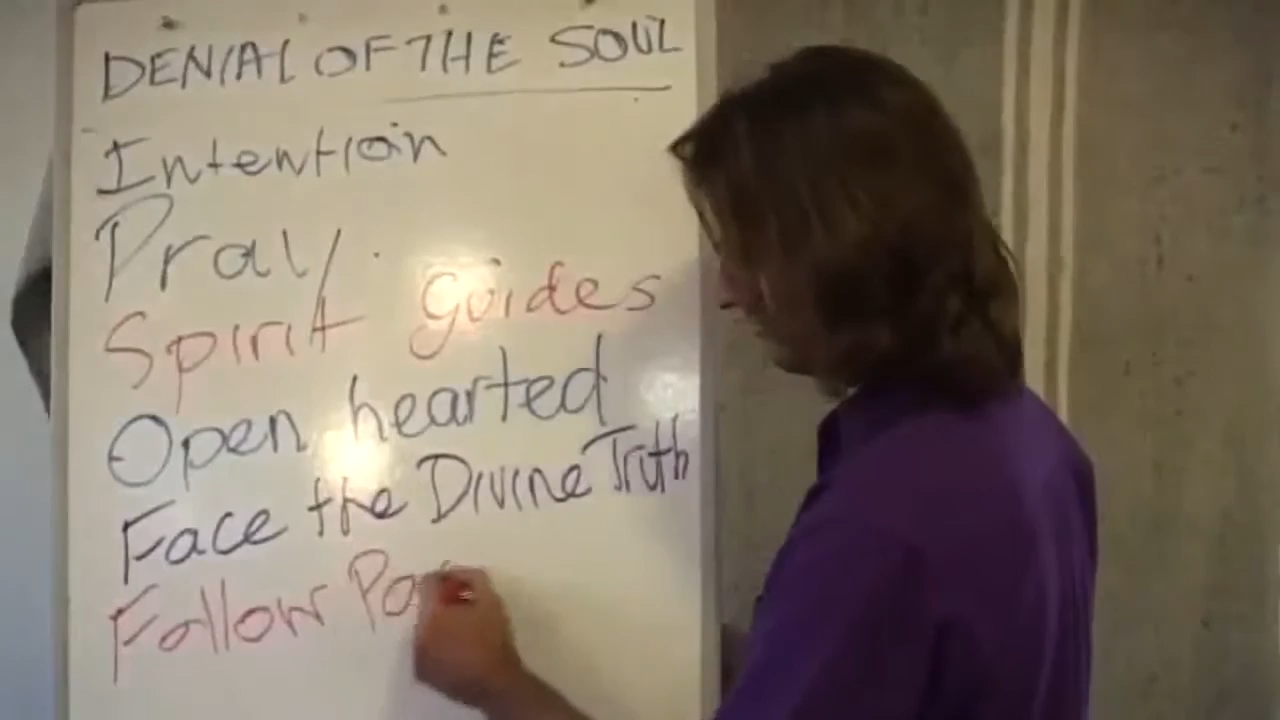 DENIAL OF THE SOUL
Intention
Pray
Spirit guides
Open hearted
Face the Divine Truth
Follow